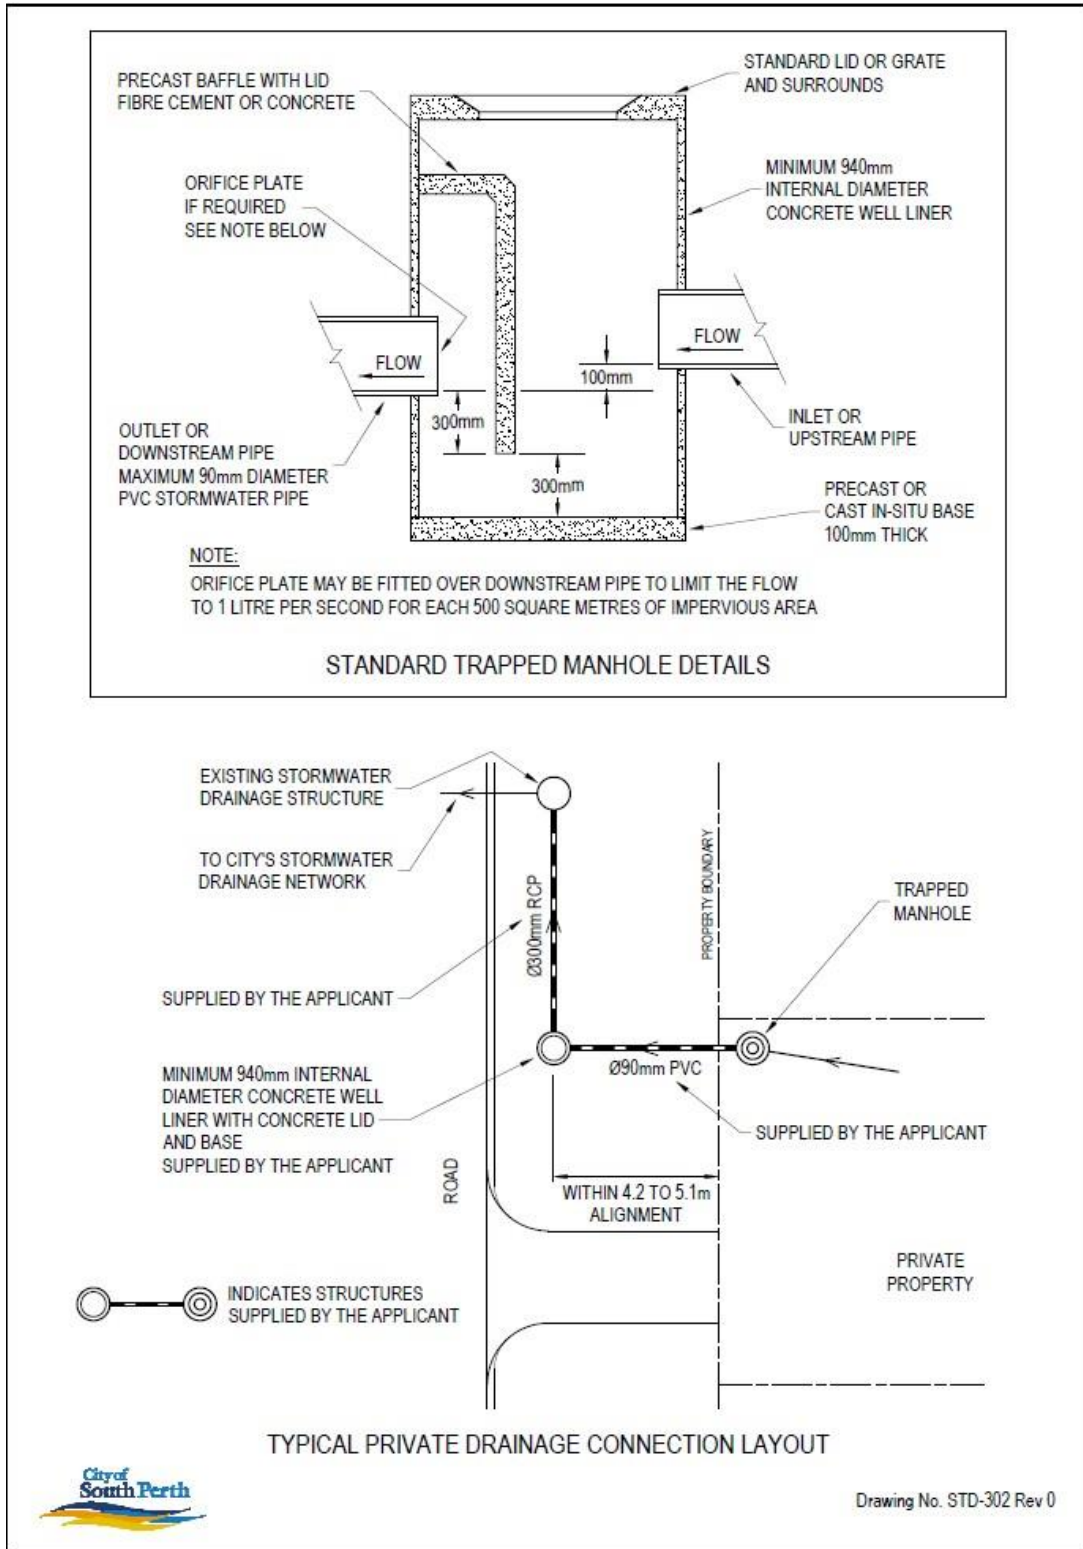 PRECAST BAFFLE WITH LID
FIBRE CEMENT OR CONCRETE
STANDARD LID OR GRATE
AND SURROUNDS
ORIFICE PLATE
IF REQUIRED
SEE NOTE BELOW
MINIMUM 940mm
INTERNAL DIAMETER
CONCRETE WELL LINER
FLOW
FLOW
100mm
300mm
300mm
OUTLET OR
DOWNSTREAM PIPE
MAXIMUM 90mm DIAMETER
PVC STORMWATER PIPE
INLET OR
UPSTREAM PIPE
PRECAST OR
CAST IN-SITU BASE
100mm THICK
NOTE:
ORIFICE PLATE MAY BE FITTED OVER DOWNSTREAM PIPE TO LIMIT THE FLOW
TO 1 LITRE PER SECOND FOR EACH 500 SQUARE METRES OF IMPERVIOUS AREA
STANDARD TRAPPED MANHOLE DETAILS
EXISTING STORMWATER
DRAINAGE STRUCTURE
TO CITY'S STORMWATER
DRAINAGE NETWORK
Ø300mm RCP
PROPERTY BOUNDARY
TRAPPED
MANHOLE
SUPPLIED BY THE APPLICANT
MINIMUM 940mm INTERNAL
DIAMETER CONCRETE WELL
LINER WITH CONCRETE LID
AND BASE
SUPPLIED BY THE APPLICANT
Ø90mm PVC
SUPPLIED BY THE APPLICANT
ROAD
WITHIN 4.2 TO 5.1m
ALIGNMENT
PRIVATE
PROPERTY
INDICATES STRUCTURES
SUPPLIED BY THE APPLICANT
TYPICAL PRIVATE DRAINAGE CONNECTION LAYOUT
City of
South Perth
Drawing No. STD-302 Rev 0